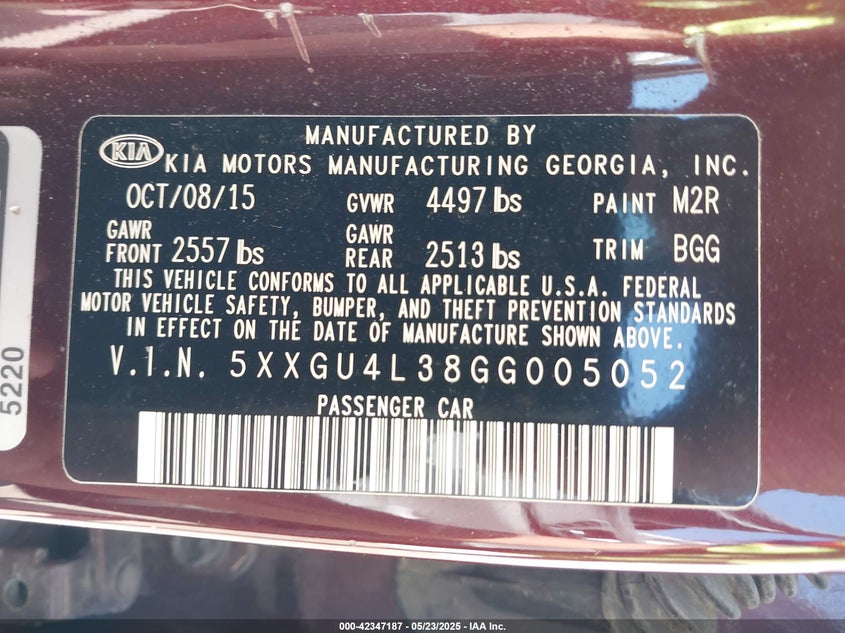 MANUFACTURED BY
KIA KIA MOTORS MANUFACTURING GEORGIA, INC.
OCT/08/15 GVWR 4497 lbs PAINT M2R
GAWR FRONT 2557 lbs GAWR REAR 2513 lbs TRIM BGG
THIS VEHICLE CONFORMS TO ALL APPLICABLE U.S.A. FEDERAL
MOTOR VEHICLE SAFETY, BUMPER, AND THEFT PREVENTION STANDARDS
IN EFFECT ON THE DATE OF MANUFACTURE SHOWN ABOVE.
V.I.N. 5XXGU4L38GG005052
PASSENGER CAR
5220
000-42347187 - 05/23/2025 - IAA Inc.